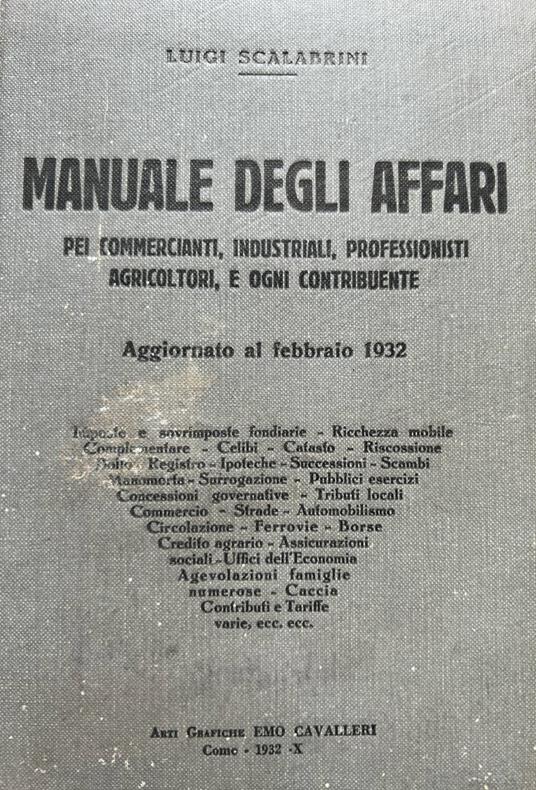 LUIGI SCALABRINI
MANUALE DEGLI AFFARI
PEI COMMERCIANTI, INDUSTRIALI, PROFESSIONISTI
AGRICOLTORI, E OGNI CONTRIBUENTE
Aggiornato al febbraio 1932
Imposte e sovrimposte fondiarie - Ricchezza mobile
Complementare - Celibi - Catasto - Riscossione
Bollo - Registro - Ipoteche - Successioni - Scambi
Manomorta - Surrogazione - Pubblici esercizi
Concessioni governative - Tributi locali
Commercio - Strade - Automobilismo
Circolazione - Ferrovie - Borse
Credito agrario - Assicurazioni
sociali - Uffici dell'Economia
Agevolazioni famiglie
numerose - Caccia
Contributi e Tariffe
varie, ecc. ecc.
ARTI GRAFICHE EMO CAVALLERI
Como - 1932 -X